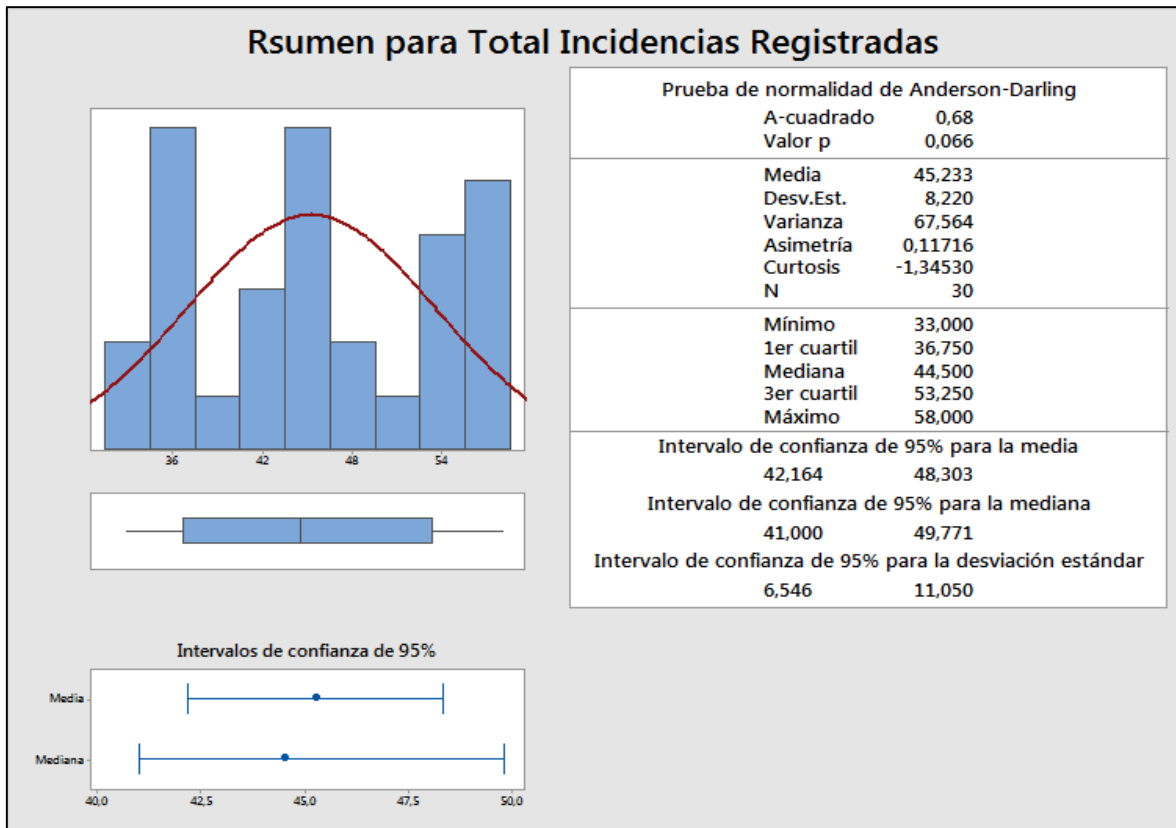 Rsumen para Total Incidencias Registradas
36 42 48 54
Intervalos de confianza de 95%
Media
Mediana
40,0 42,5 45,0 47,5 50,0
Prueba de normalidad de Anderson-Darling
A-cuadrado 0,68
Valor p 0,066
Media 45,233
Desv.Est. 8,220
Varianza 67,564
Asimetría 0,11716
Curtosis -1,34530
N 30
Mínimo 33,000
1er cuartil 36,750
Mediana 44,500
3er cuartil 53,250
Máximo 58,000
Intervalo de confianza de 95% para la media
42,164 48,303
Intervalo de confianza de 95% para la mediana
41,000 49,771
Intervalo de confianza de 95% para la desviación estándar
6,546 11,050